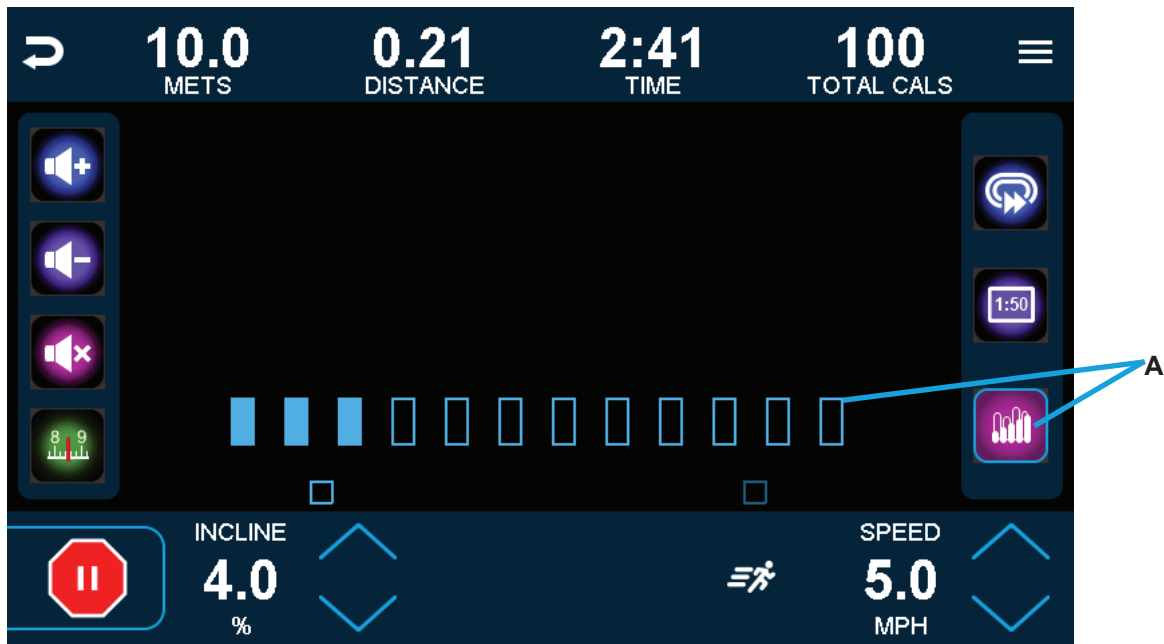 10.0 0.21 2:41 100
METS DISTANCE TIME TOTAL CALS
1:50
A
8 9
INCLINE SPEED
4.0 5.0
% MPH